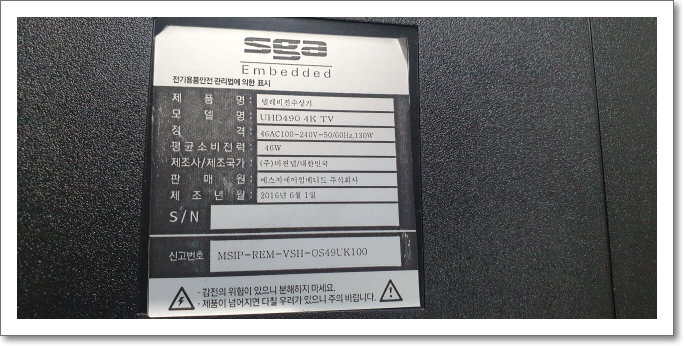 sga
Embedded
전기용품안전 관리법에 의한 표시
제 품 명 : 텔레비전수상기
모 델 명 : UHD490 4K TV
정 격 : 46AC100-240V~50/60Hz,130W
평균소비전력 : 46W
제조사/제조국가 : (주)비전랩/대한민국
판 매 원 : 에스지에이임베디드 주식회사
제 조 년 월 : 2016년 6월 1일
S/N
신고번호 MSIP-REM-VSH-OS49UK100
· 감전의 위험이 있으니 분해하지 마세요.
· 제품이 넘어지면 다칠 우려가 있으니 주의 바랍니다.